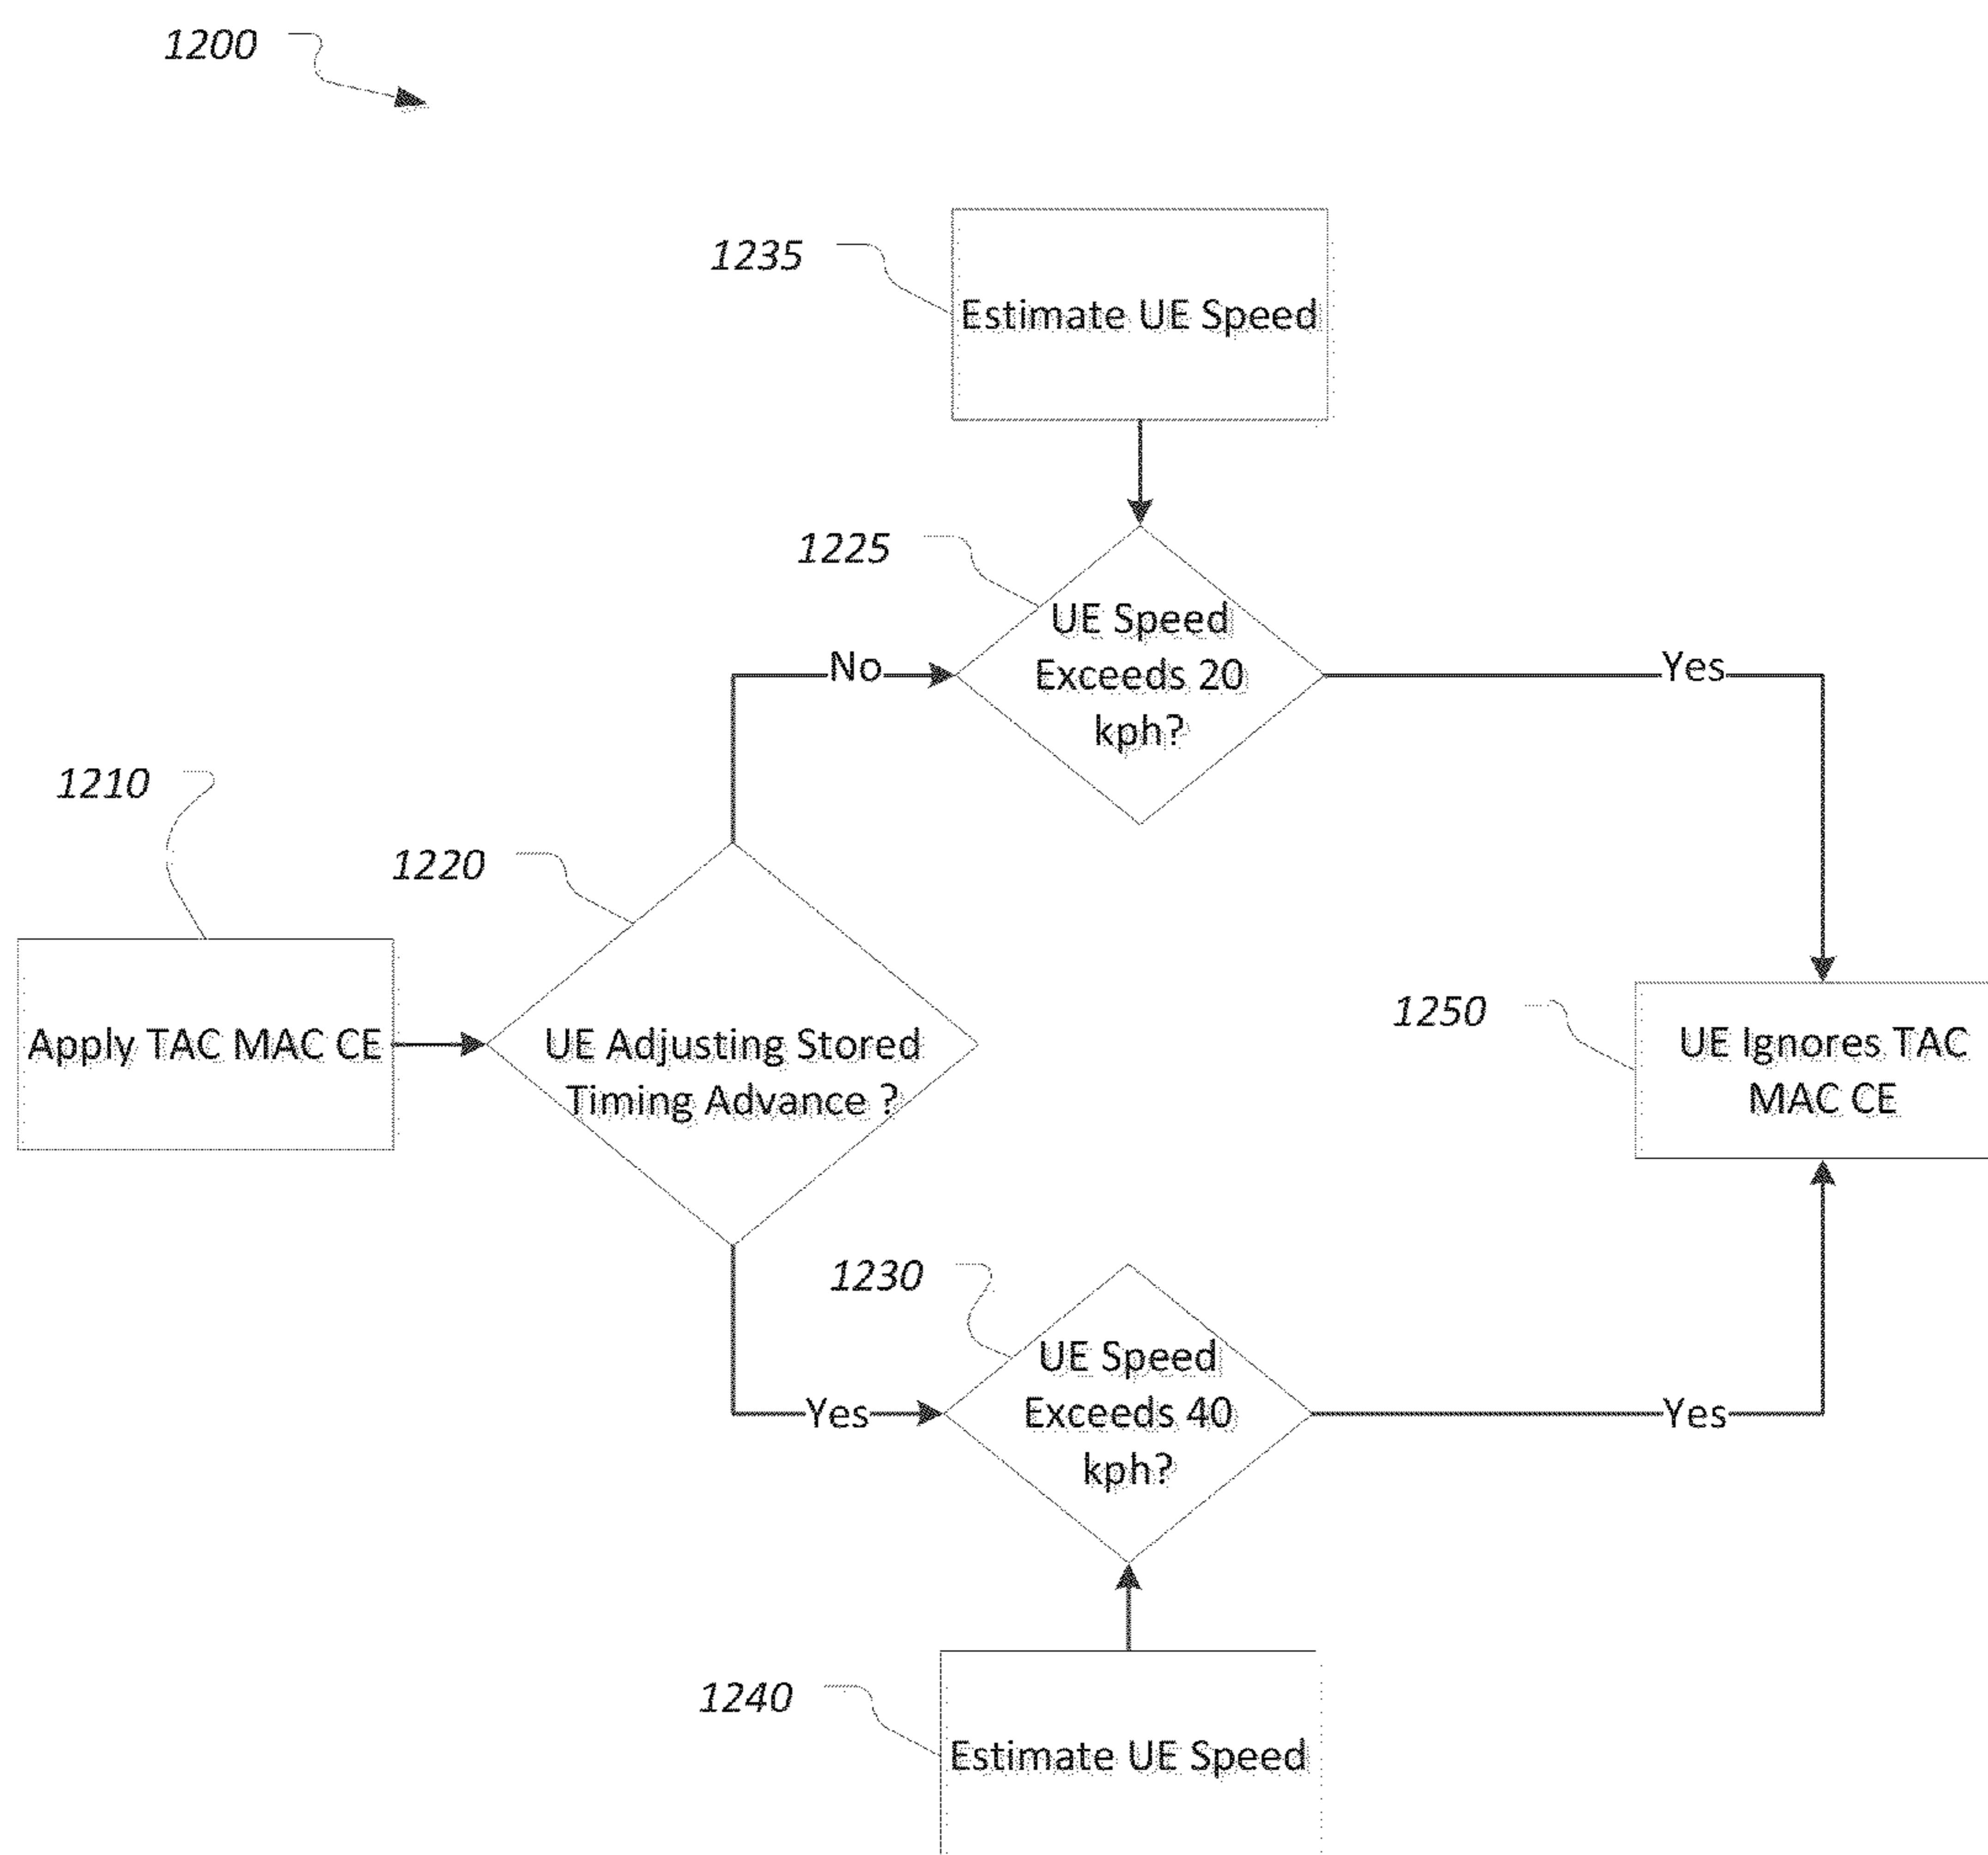 1200
1235
Estimate UE Speed
1225
UE Speed
Exceeds 20
kph?
No
Yes
1210
1220
Apply TAC MAC CE
UE Adjusting Stored
Timing Advance ?
1250
UE Ignores TAC
MAC CE
1230
UE Speed
Exceeds 40
kph?
Yes
Yes
1240
Estimate UE Speed